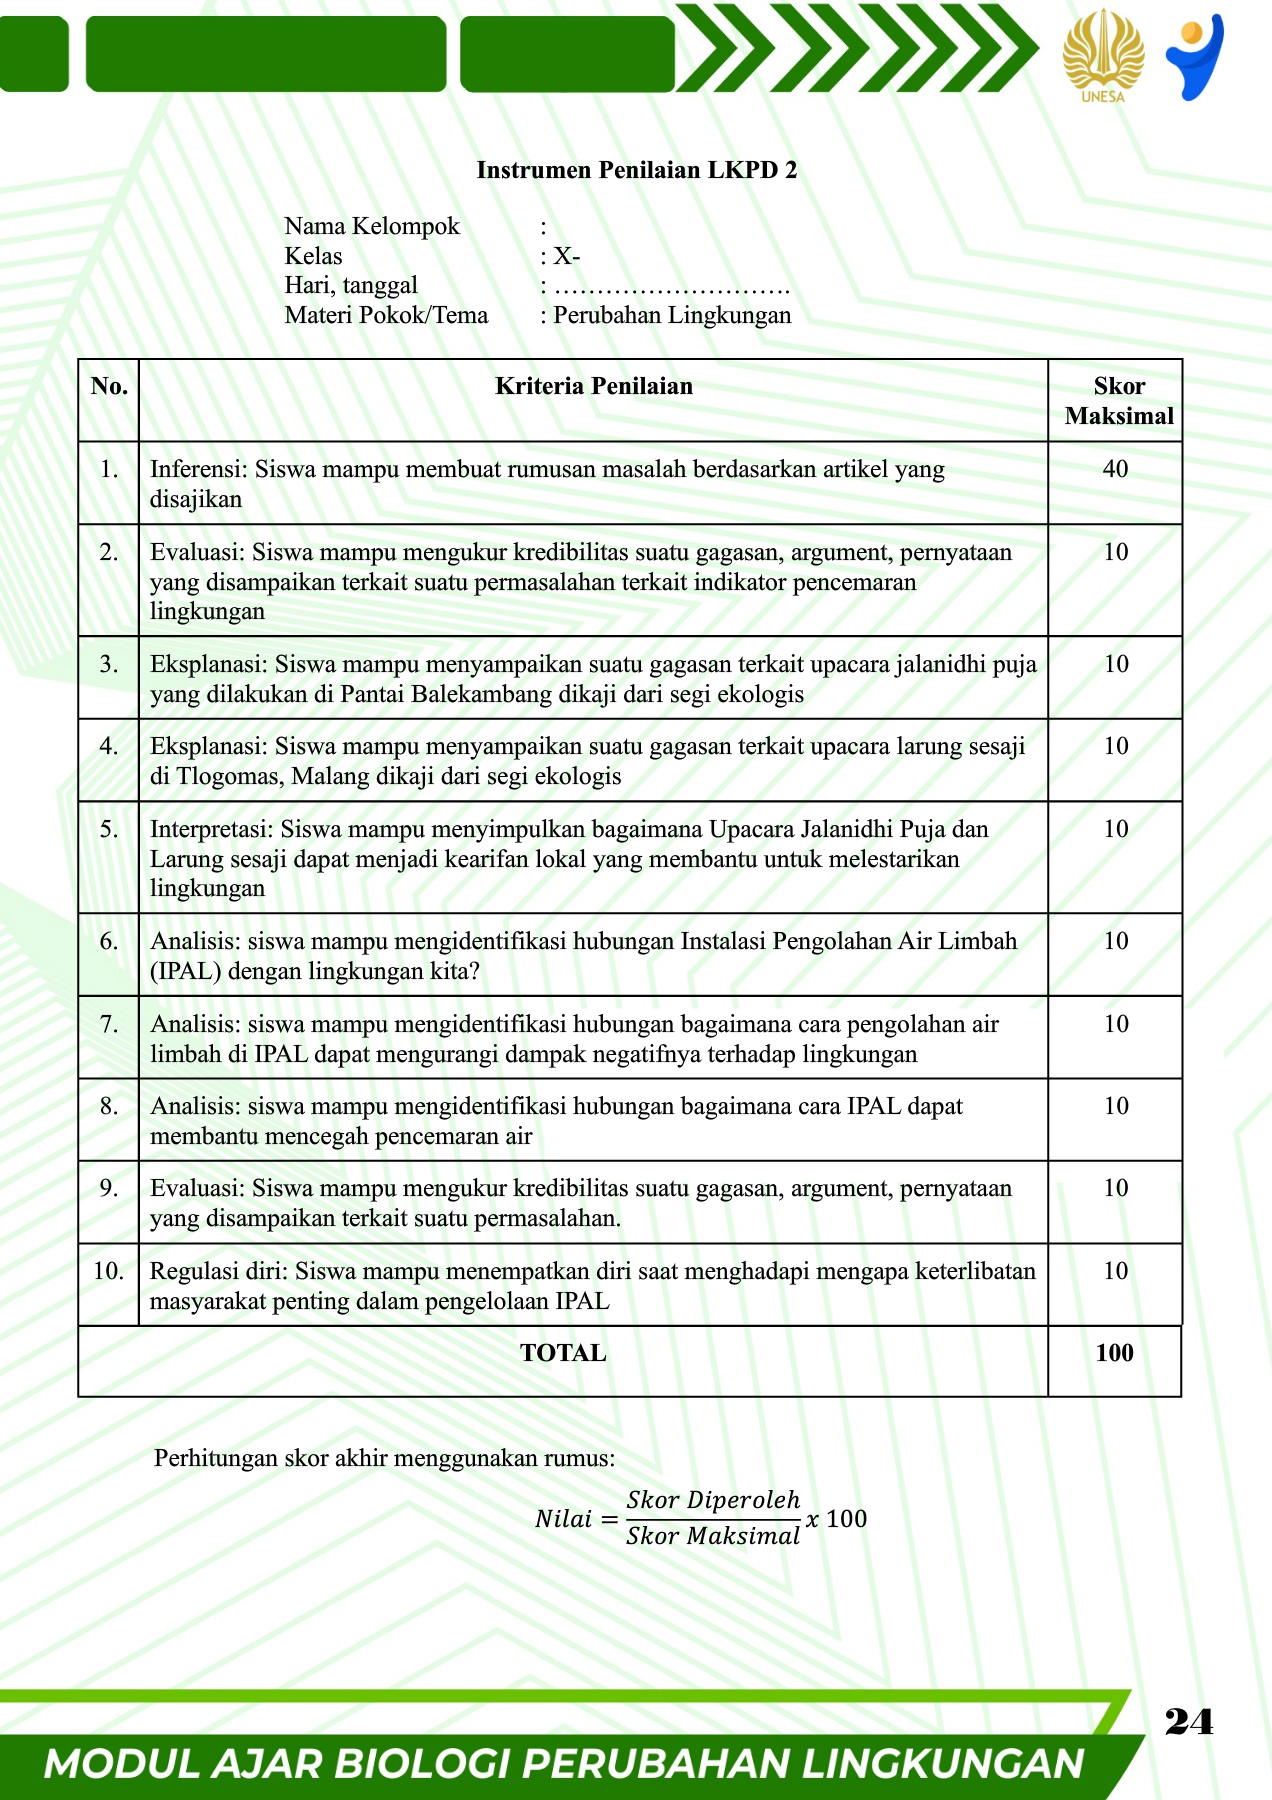 UNESA
Instrumen Penilaian LKPD 2
Nama Kelompok :
Kelas : X-
Hari, tanggal : ……………………….
Materi Pokok/Tema : Perubahan Lingkungan
No. Kriteria Penilaian Skor
Maksimal
1. Inferensi: Siswa mampu membuat rumusan masalah berdasarkan artikel yang 40
disajikan
2. Evaluasi: Siswa mampu mengukur kredibilitas suatu gagasan, argument, pernyataan 10
yang disampaikan terkait suatu permasalahan terkait indikator pencemaran
lingkungan
3. Eksplanasi: Siswa mampu menyampaikan suatu gagasan terkait upacara jalanidhi puja 10
yang dilakukan di Pantai Balekambang dikaji dari segi ekologis
4. Eksplanasi: Siswa mampu menyampaikan suatu gagasan terkait upacara larung sesaji 10
di Tlogomas, Malang dikaji dari segi ekologis
5. Interpretasi: Siswa mampu menyimpulkan bagaimana Upacara Jalanidhi Puja dan 10
Larung sesaji dapat menjadi kearifan lokal yang membantu untuk melestarikan
lingkungan
6. Analisis: siswa mampu mengidentifikasi hubungan Instalasi Pengolahan Air Limbah 10
(IPAL) dengan lingkungan kita?
7. Analisis: siswa mampu mengidentifikasi hubungan bagaimana cara pengolahan air 10
limbah di IPAL dapat mengurangi dampak negatifnya terhadap lingkungan
8. Analisis: siswa mampu mengidentifikasi hubungan bagaimana cara IPAL dapat 10
membantu mencegah pencemaran air
9. Evaluasi: Siswa mampu mengukur kredibilitas suatu gagasan, argument, pernyataan 10
yang disampaikan terkait suatu permasalahan.
10. Regulasi diri: Siswa mampu menempatkan diri saat menghadapi mengapa keterlibatan 10
masyarakat penting dalam pengelolaan IPAL
TOTAL 100
Perhitungan skor akhir menggunakan rumus:
Nilai = Skor Diperoleh / Skor Maksimal x 100
24
MODUL AJAR BIOLOGI PERUBAHAN LINGKUNGAN